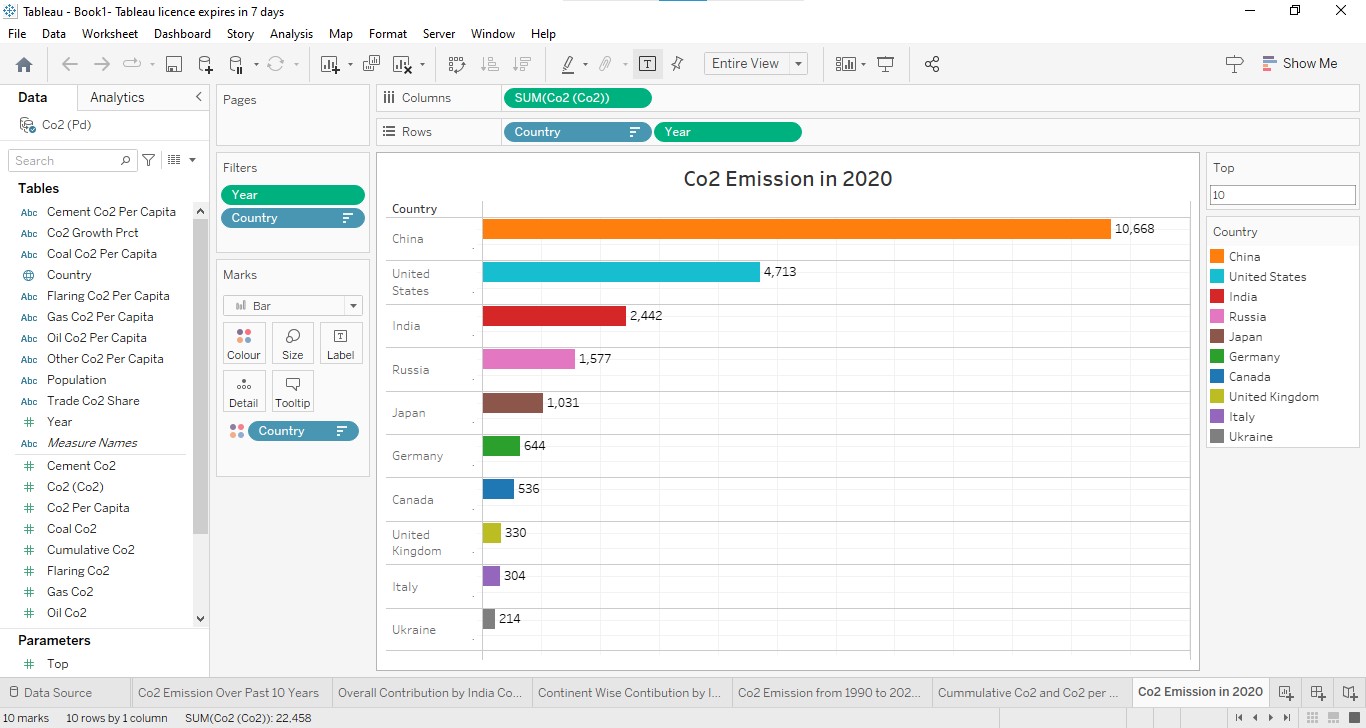 Tableau - Book1- Tableau licence expires in 7 days
File Data Worksheet Dashboard Story Analysis Map Format Server Window Help
Entire View
Show Me
Data Analytics
Co2 (Pd)
Search
Tables
Abc Cement Co2 Per Capita
Abc Co2 Growth Prct
Abc Coal Co2 Per Capita
Country
Abc Flaring Co2 Per Capita
Abc Gas Co2 Per Capita
Abc Oil Co2 Per Capita
Abc Other Co2 Per Capita
Abc Population
Abc Trade Co2 Share
# Year
Abc Measure Names
# Cement Co2
# Co2 (Co2)
# Co2 Per Capita
# Coal Co2
# Cumulative Co2
# Flaring Co2
# Gas Co2
# Oil Co2
Parameters
# Top
Pages
Filters
Year
Country
Marks
Bar
Colour Size T Label
Detail Tooltip
Country
Columns SUM(Co2 (Co2))
Rows Country Year
Co2 Emission in 2020
Country
China 10,668
United States 4,713
India 2,442
Russia 1,577
Japan 1,031
Germany 644
Canada 536
United Kingdom 330
Italy 304
Ukraine 214
Top
10
Country
China
United States
India
Russia
Japan
Germany
Canada
United Kingdom
Italy
Ukraine
Data Source Co2 Emission Over Past 10 Years Overall Contribution by India Co... Continent Wise Contibution by I... Co2 Emission from 1990 to 202... Cummulative Co2 and Co2 per ... Co2 Emission in 2020
10 marks 10 rows by 1 column SUM(Co2 (Co2)): 22,458